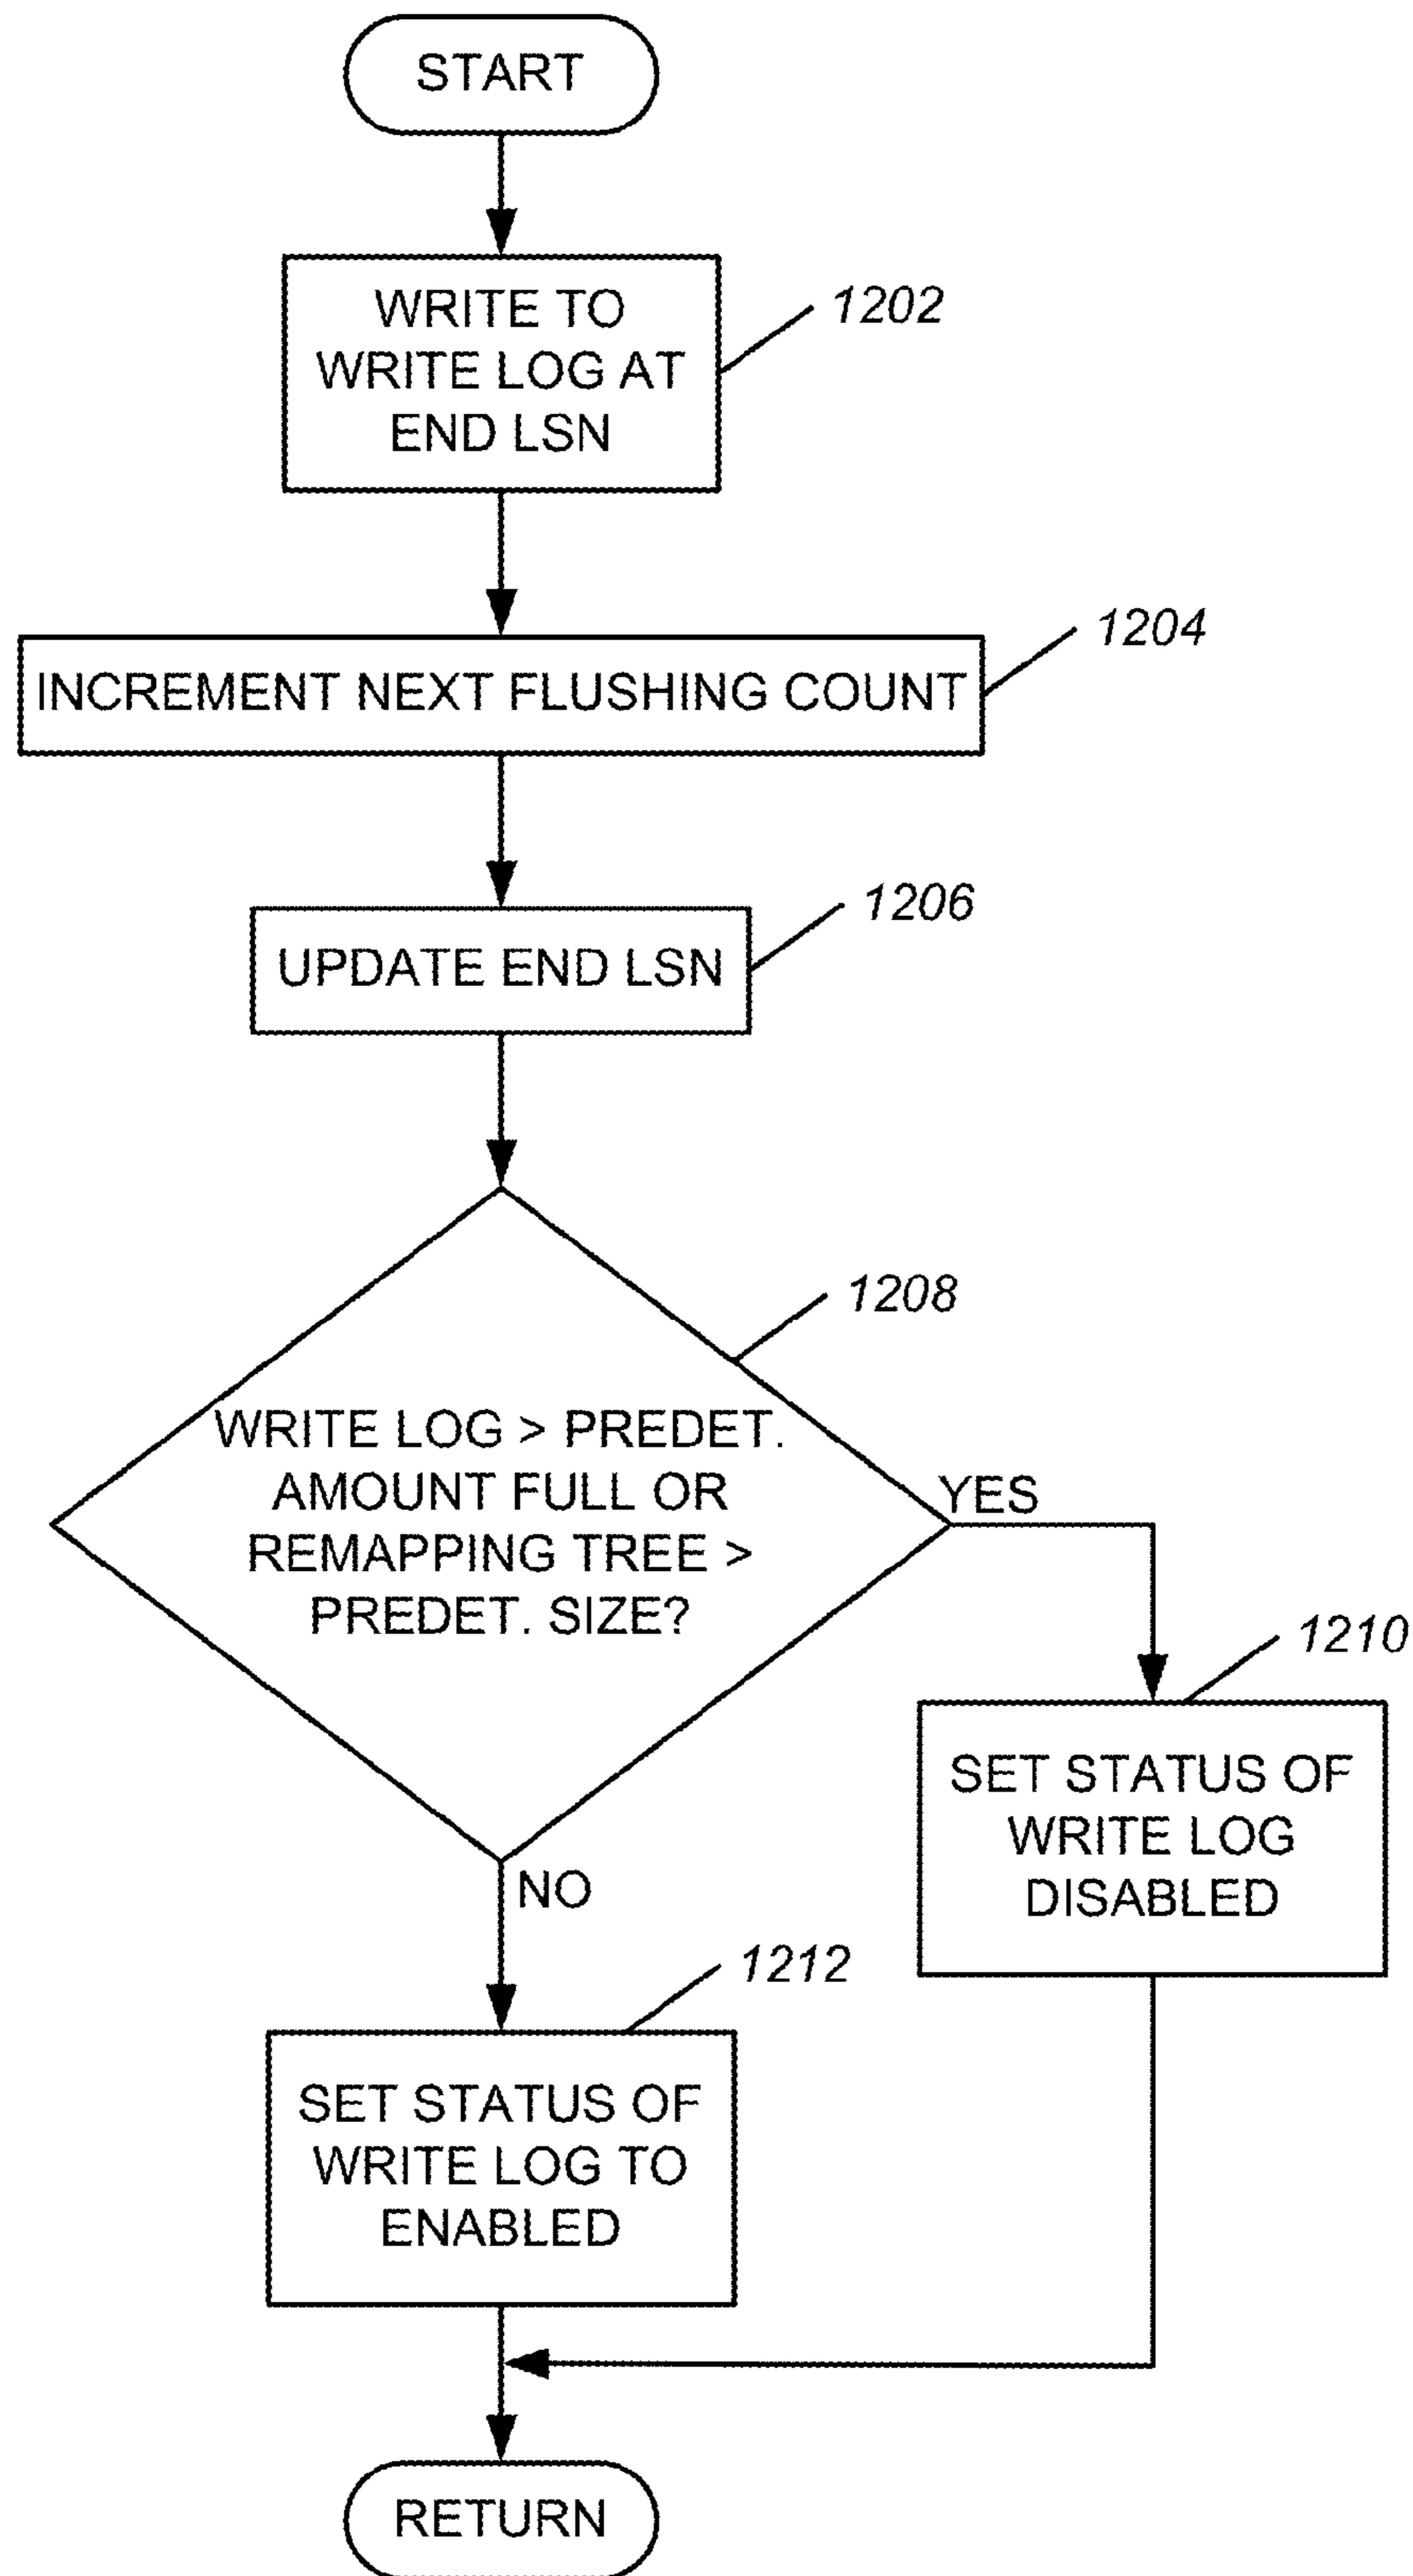 START
WRITE TO
WRITE LOG AT
END LSN
1202
INCREMENT NEXT FLUSHING COUNT
1204
UPDATE END LSN
1206
WRITE LOG > PREDET.
AMOUNT FULL OR
REMAPPING TREE >
PREDET. SIZE?
1208
YES
SET STATUS OF
WRITE LOG
DISABLED
1210
NO
SET STATUS OF
WRITE LOG TO
ENABLED
1212
RETURN